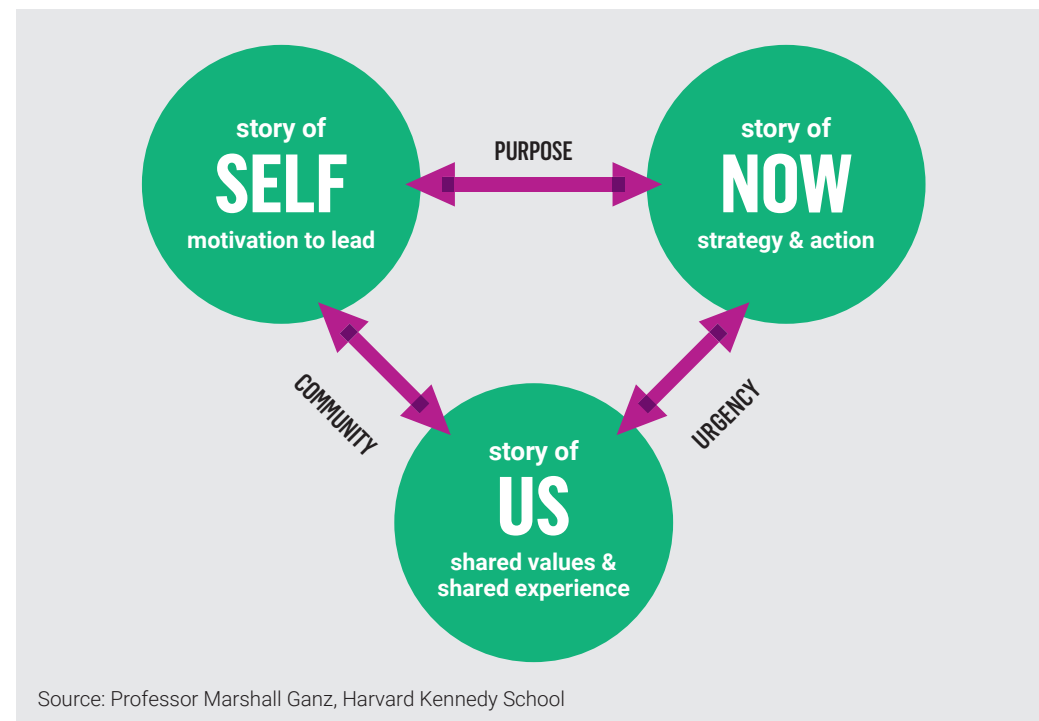 story of
SELF
motivation to lead
PURPOSE
story of
NOW
strategy & action
COMMUNITY
URGENCY
story of
US
shared values &
shared experience
Source: Professor Marshall Ganz, Harvard Kennedy School